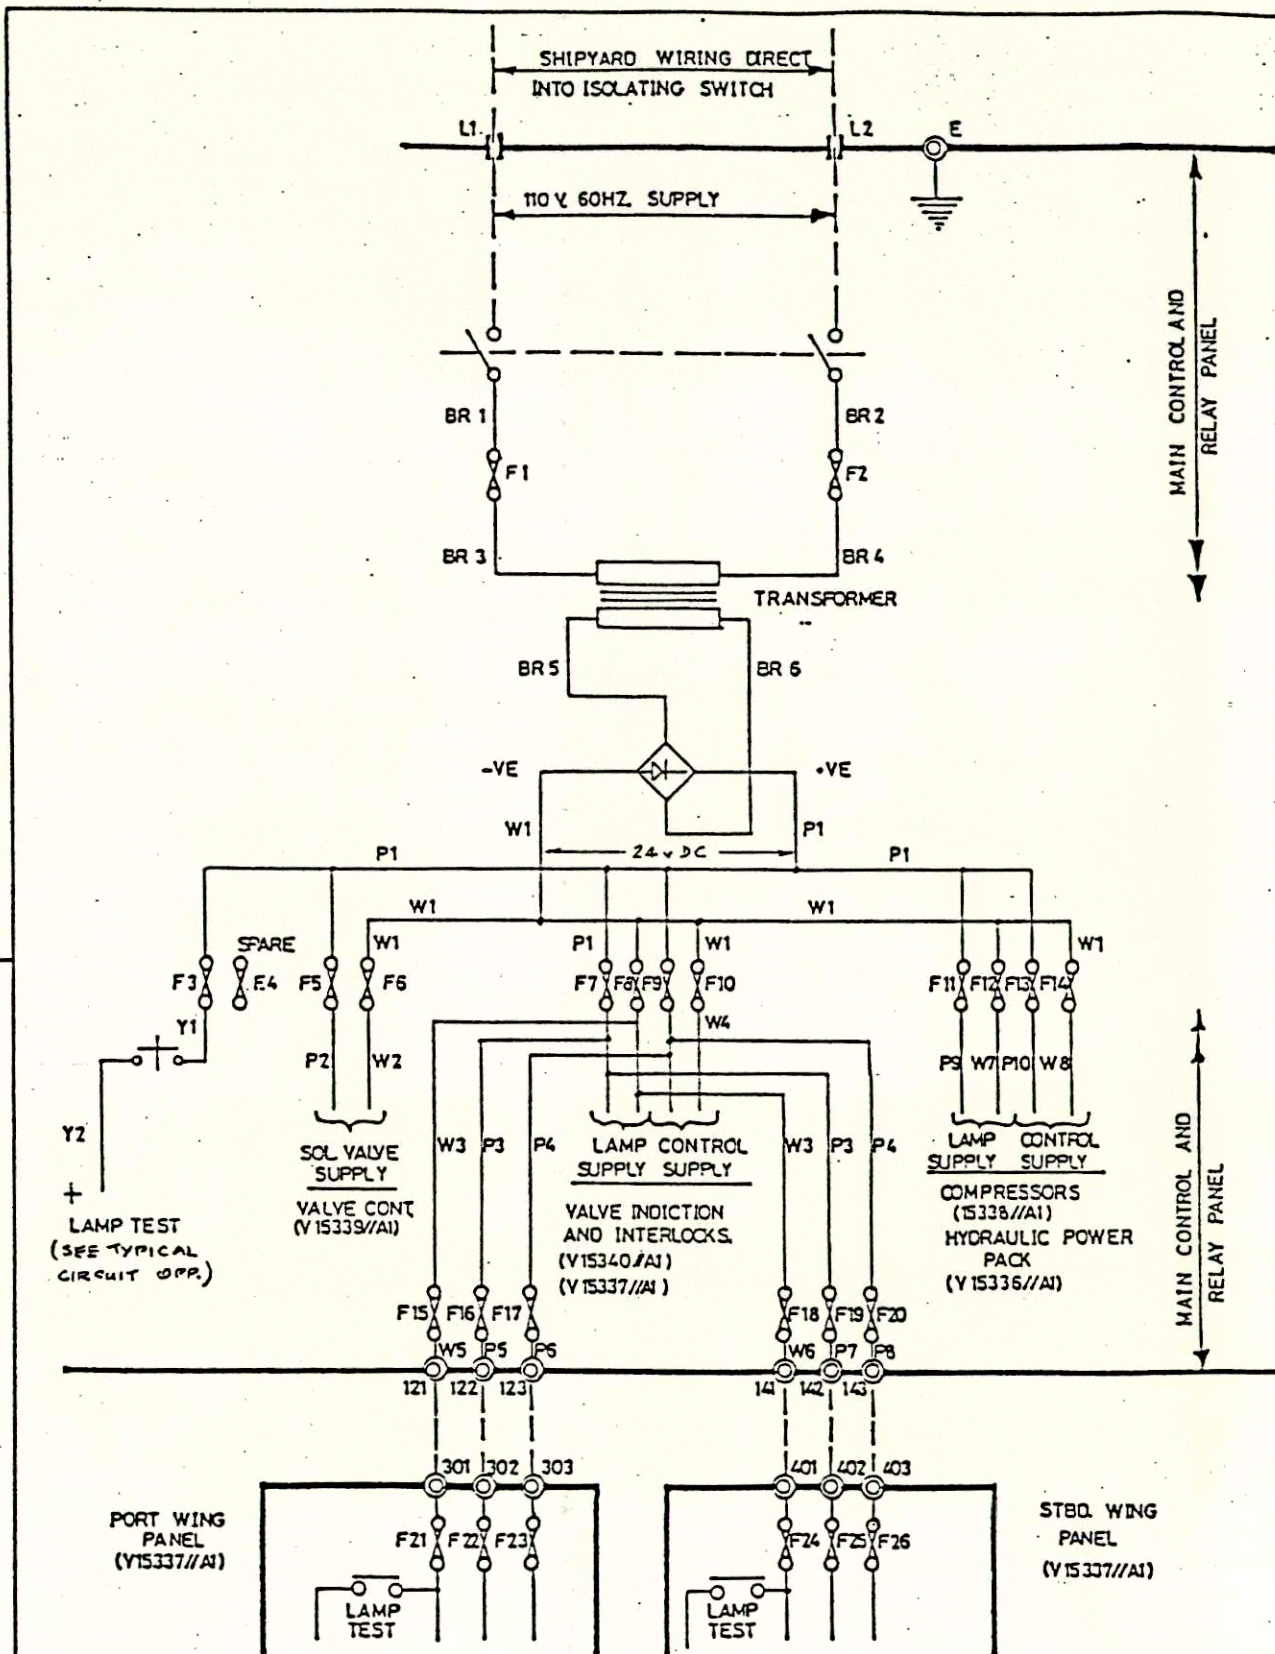 SHIPYARD WIRING DIRECT
INTO ISOLATING SWITCH
L1
L2
E
110 V, 60HZ. SUPPLY
MAIN CONTROL AND
RELAY PANEL
BR 1
BR 2
F1
F2
BR 3
BR 4
TRANSFORMER
BR 5
BR 6
-VE
+VE
W1
P1
24 v DC
P1
P1
W1
W1
SPARE
W1
P1
W1
W1
F3
F4
F5
F6
F7
F8
F9
F10
F11
F12
F13
F14
Y1
W4
P2
W2
P9
W7
P10
W8
Y2
W3
P3
P4
W3
P3
P4
SOL VALVE
SUPPLY
VALVE CONT.
(Y 15339//A1)
LAMP
SUPPLY
CONTROL
SUPPLY
VALVE INDICTION
AND INTERLOCKS.
(Y15340//A1)
(Y 15337//A1)
LAMP
SUPPLY
CONTROL
SUPPLY
COMPRESSORS
(15338//A1)
HYDRAULIC POWER
PACK
(Y 15336//A1)
MAIN CONTROL AND
RELAY PANEL
+
LAMP TEST
(SEE TYPICAL
CIRCUIT OPP.)
F15
F16
F17
F18
F19
F20
W5
P5
P6
W6
P7
P8
121
122
123
141
142
143
301
302
303
401
402
403
PORT WING
PANEL
(Y15337//A1)
F21
F22
F23
F24
F25
F26
STBD. WING
PANEL
(Y 15337//A1)
LAMP
TEST
LAMP
TEST